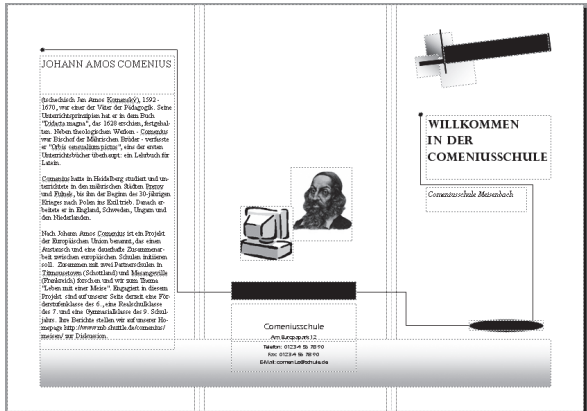 JOHANN AMOS COMENIUS
(tschechisch Jan Amos Komenský), 1592 -
1670, war einer der Väter der Pädagogik. Seine
Unterrichtsprinzipien hat er in dem Buch
"Didacta magna", das 1628 erschien, festgehal-
ten. Neben theologischen Werken - Comenius
war Bischof der Mährischen Brüder - verfasste
er "Orbis sensualium pictus", eins der ersten
Unterrichtsbücher überhaupt: ein Lehrbuch für
Latein.
Comenius hatte in Heidelberg studiert und un-
terrichtete in den mährischen Städten Prerov
und Fulnek, bis ihn der Beginn des 30-jährigen
Krieges nach Polen ins Exil trieb. Danach ar-
beitete er in England, Schweden, Ungarn und
den Niederlanden.
Nach Johann Amos Comenius ist ein Projekt
der Europäischen Union benannt, das einen
Austausch und eine dauerhafte Zusammenar-
beit zwischen europäischen Schulen initiieren
soll. Zusammen mit zwei Partnerschulen in
Titmousetown (Schottland) und Mesangeville
(Frankreich) forschen und wir zum Thema
"Leben mit einer Meise". Engagiert in diesem
Projekt sind auf unserer Seite derzeit eine För-
derstufenklasse des 6., eine Realschulklasse
des 7. und eine Gymnasialklasse des 9. Schul-
jahrs. Ihre Berichte stellen wir auf unserer Ho-
mepage http://www.mb.shuttle.de/comenius/
meisen/ zur Diskussion.
Comeniusschule
Am Europapark 12
Telefon: 01234 56 78 90
Fax: 01234 56 78 90
E-Mail: comenius@schule.de
WILLKOMMEN
IN DER
COMENIUSSCHULE
Comeniusschule Meisenbach